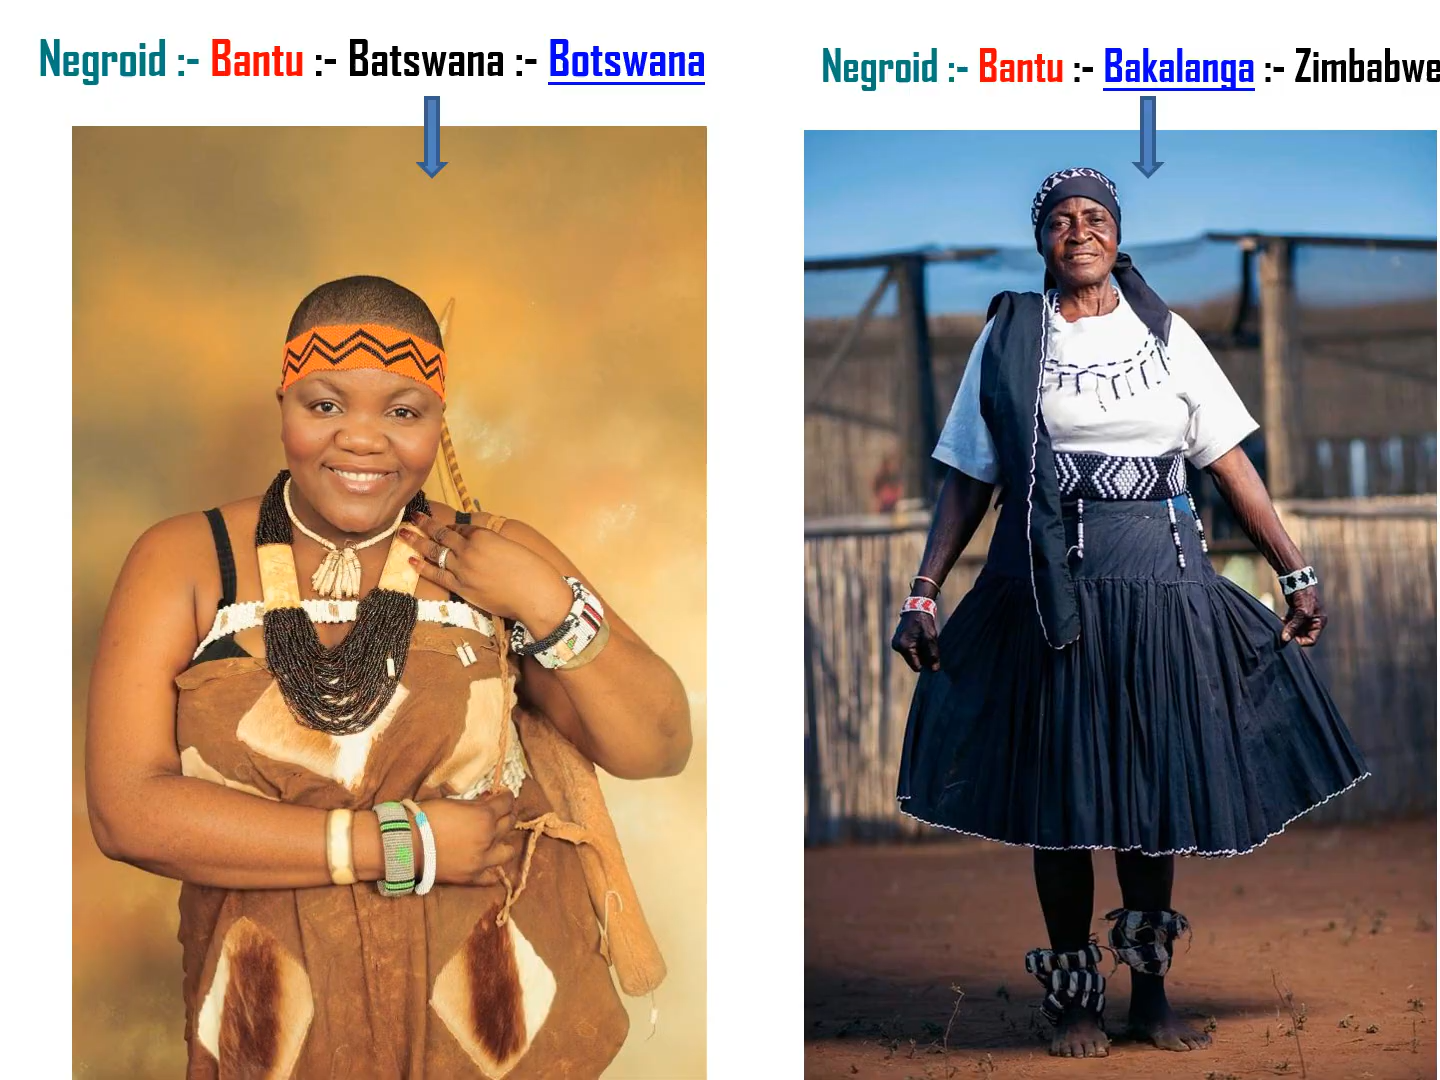 Negroid :- Bantu :- Batswana :- Botswana
Negroid :- Bantu :- Bakalanga :- Zimbabwe